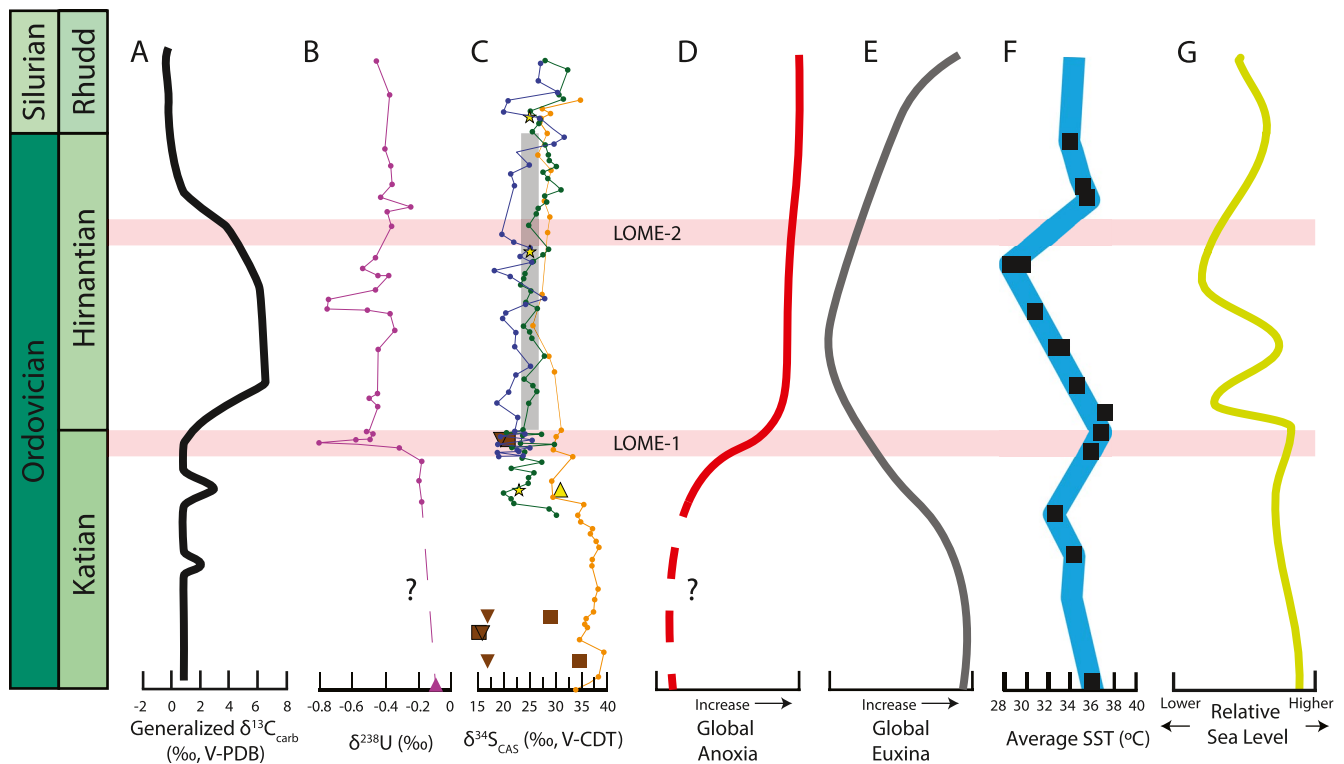 Silurian
Rhudd
Ordovician
Hirnantian
Katian
A
B
C
D
E
F
G
LOME-2
LOME-1
?
?
-2 0 2 4 6 8
Generalized δ¹³Ccarb
(‰, V-PDB)
-0.8 -0.6 -0.4 -0.2 0
δ²³⁸U (‰)
15 20 25 30 35 40
δ³⁴SCAS (‰, V-CDT)
Increase
Global
Anoxia
Increase
Global
Euxina
28 30 32 34 36 38 40
Average SST (ºC)
Lower Higher
Relative
Sea Level